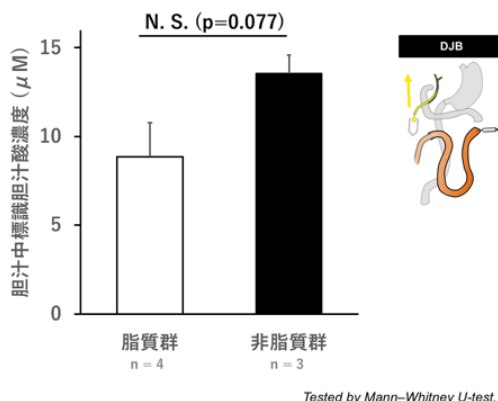 N. S. (p=0.077)
胆汁中標識胆汁酸濃度 (μM)
15
10
5
0
脂質群
n = 4
非脂質群
n = 3
DJB
Tested by Mann–Whitney U-test.